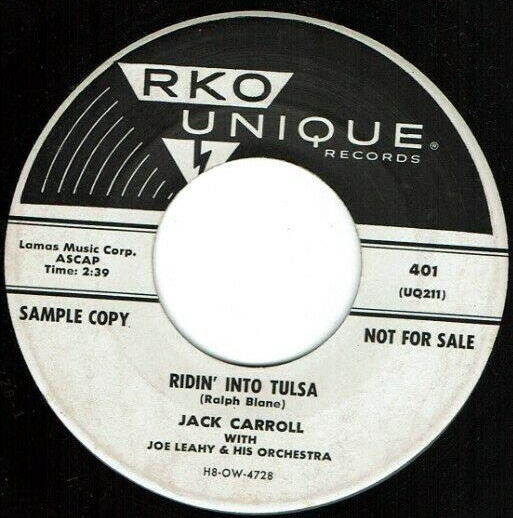 RKO
UNIQUE®
RECORDS
Lamas Music Corp.
ASCAP
Time: 2:39
401
(UQ211)
SAMPLE COPY
NOT FOR SALE
RIDIN' INTO TULSA
(Ralph Blane)
JACK CARROLL
WITH
JOE LEAHY & HIS ORCHESTRA
H8-OW-4728